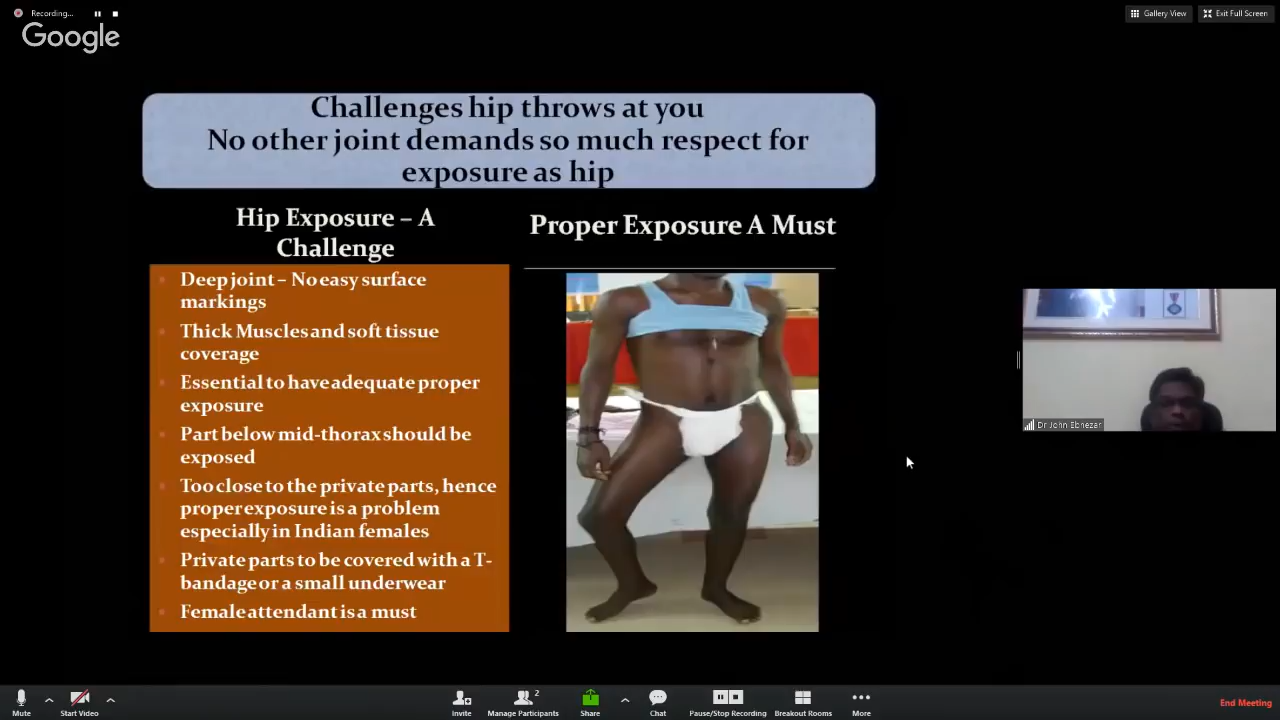 Recording...
Gallery View
Exit Full Screen
Google
Challenges hip throws at you
No other joint demands so much respect for
exposure as hip
Hip Exposure – A
Challenge
Deep joint – No easy surface
markings
Thick Muscles and soft tissue
coverage
Essential to have adequate proper
exposure
Part below mid-thorax should be
exposed
Too close to the private parts, hence
proper exposure is a problem
especially in Indian females
Private parts to be covered with a T-
bandage or a small underwear
Female attendant is a must
Proper Exposure A Must
Dr John Ebnezar
Mute
Start Video
Invite
2
Manage Participants
Share
Chat
Pause/Stop Recording
Breakout Rooms
More
End Meeting